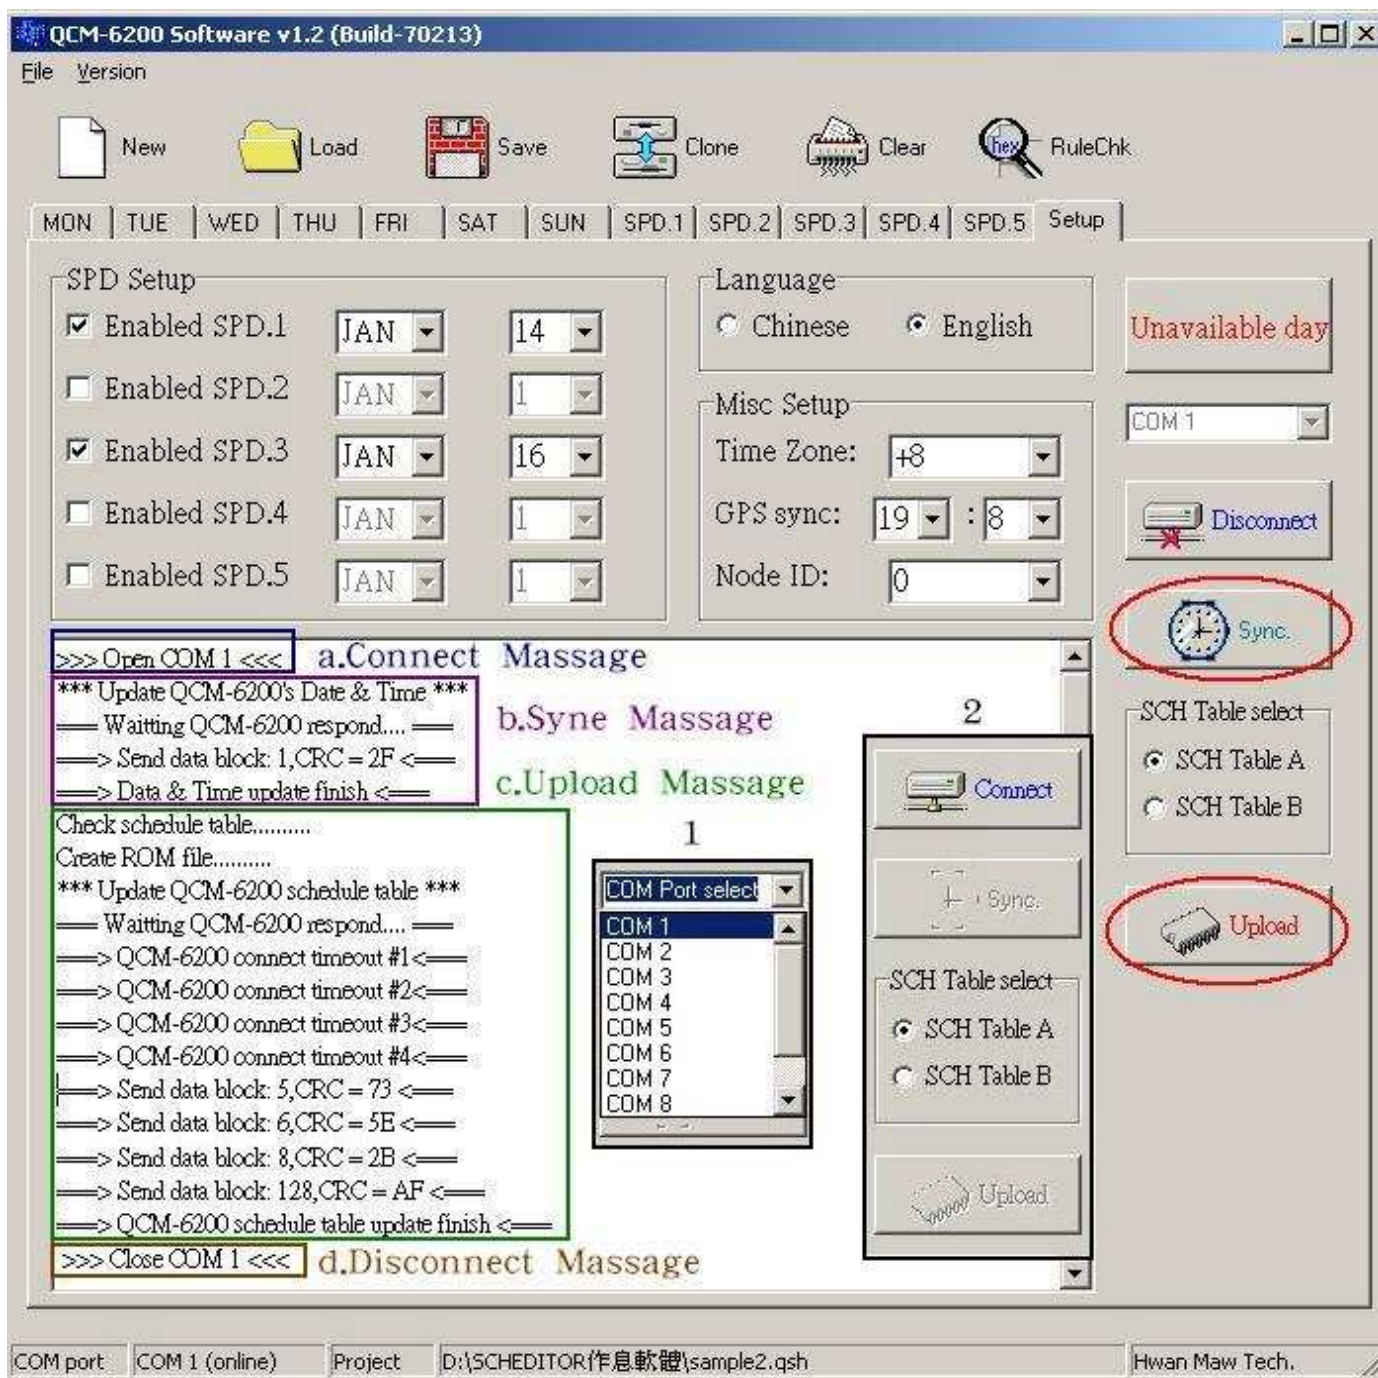 QCM-6200 Software v1.2 (Build-70213)
File Version
New Load Save Clone Clear RuleChk
MON TUE WED THU FRI SAT SUN SPD.1 SPD.2 SPD.3 SPD.4 SPD.5 Setup
SPD Setup
Enabled SPD.1 JAN 14
Enabled SPD.2 JAN 1
Enabled SPD.3 JAN 16
Enabled SPD.4 JAN 1
Enabled SPD.5 JAN 1
Language
Chinese English
Misc Setup
Time Zone: +8
GPS sync: 19 : 8
Node ID: 0
Unavailable day
COM 1
Disconnect
Sync.
SCH Table select
SCH Table A
SCH Table B
Upload
>>> Open COM 1 <<< a.Connect Massage
*** Update QCM-6200's Date & Time ***
=== Waitting QCM-6200 respond.... ===
===> Send data block: 1,CRC = 2F <===
===> Data & Time update finish <===
b.Syne Massage
c.Upload Massage
Check schedule table..........
Create ROM file..........
*** Update QCM-6200 schedule table ***
=== Waitting QCM-6200 respond.... ===
===> QCM-6200 connect timeout #1<===
===> QCM-6200 connect timeout #2<===
===> QCM-6200 connect timeout #3<===
===> QCM-6200 connect timeout #4<===
===> Send data block: 5,CRC = 73 <===
===> Send data block: 6,CRC = 5E <===
===> Send data block: 8,CRC = 2B <===
===> Send data block: 128,CRC = AF <===
===> QCM-6200 schedule table update finish <===
>>> Close COM 1 <<< d.Disconnect Massage
1
COM Port select
COM 1
COM 2
COM 3
COM 4
COM 5
COM 6
COM 7
COM 8
2
Connect
Sync.
SCH Table select
SCH Table A
SCH Table B
Upload
COM port COM 1 (online) Project D:\SCHEDITOR作息軟體\sample2.qsh Hwan Maw Tech.